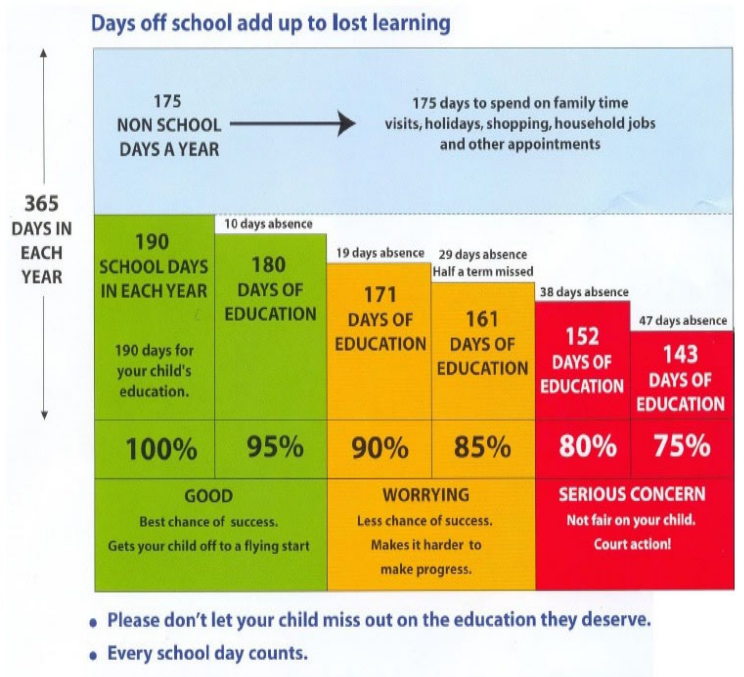 Days off school add up to lost learning
365
DAYS IN
EACH
YEAR
175
NON SCHOOL
DAYS A YEAR
175 days to spend on family time
visits, holidays, shopping, household jobs
and other appointments
190
SCHOOL DAYS
IN EACH YEAR
190 days for
your child's
education.
10 days absence
180
DAYS OF
EDUCATION
19 days absence
171
DAYS OF
EDUCATION
29 days absence
Half a term missed
161
DAYS OF
EDUCATION
38 days absence
152
DAYS OF
EDUCATION
47 days absence
143
DAYS OF
EDUCATION
100%
95%
90%
85%
80%
75%
GOOD
Best chance of success.
Gets your child off to a flying start
WORRYING
Less chance of success.
Makes it harder to
make progress.
SERIOUS CONCERN
Not fair on your child.
Court action!
• Please don't let your child miss out on the education they deserve.
• Every school day counts.